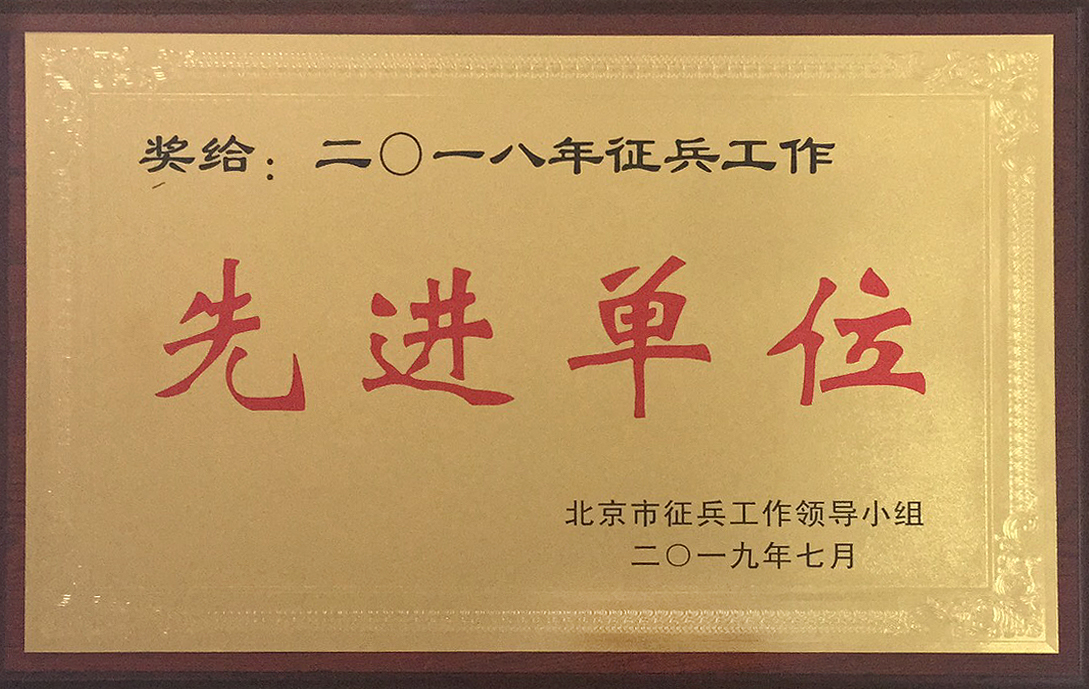 奖给：二〇一八年征兵工作
先进单位
北京市征兵工作领导小组
二〇一九年七月